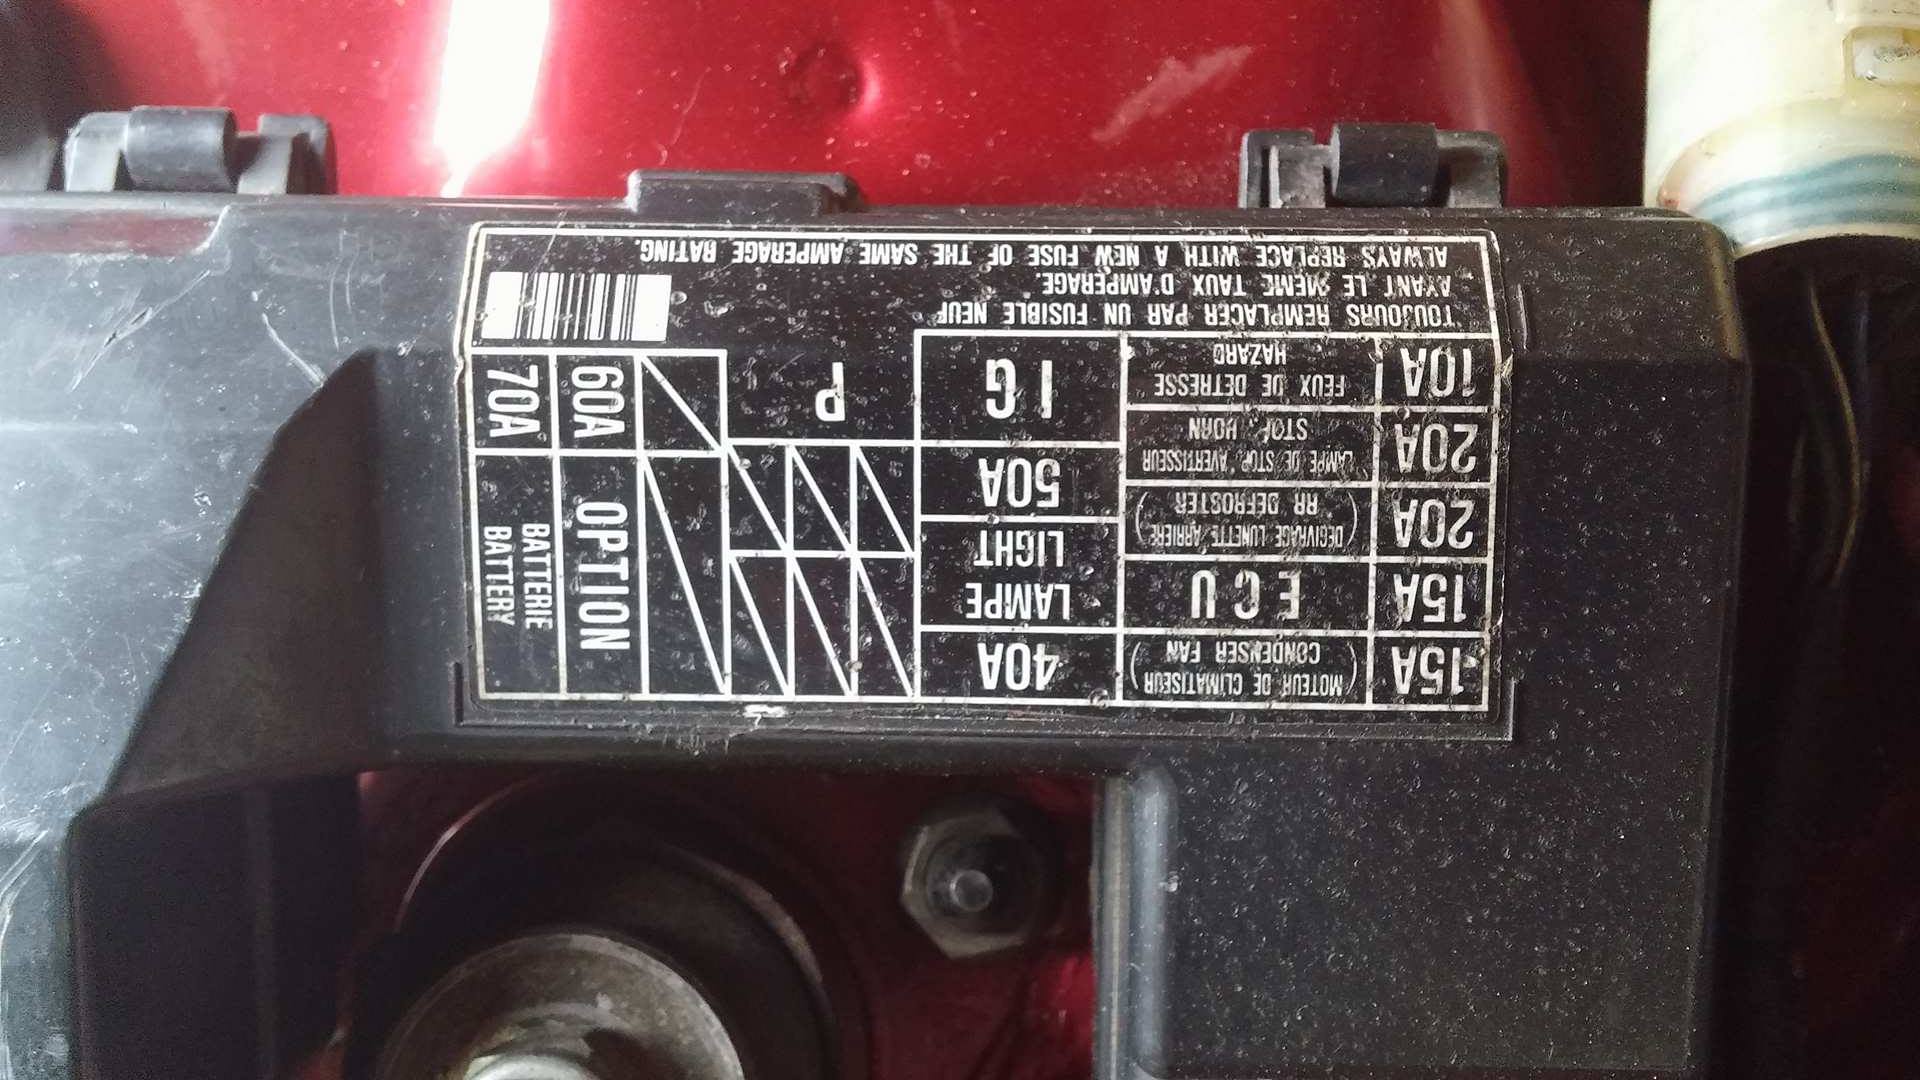 15A
MOTEUR DE CLIMATISEUR
CONDENSER FAN
15A
ECU
20A
DEGIVRAGE LUNETTE ARRIERE
RR DEFROSTER
20A
LAMPE DE STOP, AVERTISSEUR
STOP, HORN
10A
FEUX DE DETRESSE
HAZARD
40A
LAMPE
LIGHT
50A
IG
P
OPTION
60A
BATTERIE
BATTERY
70A
TOUJOURS REMPLACER PAR UN FUSIBLE NEUF
AYANT LE MEME TAUX D'AMPERAGE.
ALWAYS REPLACE WITH A NEW FUSE OF THE SAME AMPERAGE RATING.